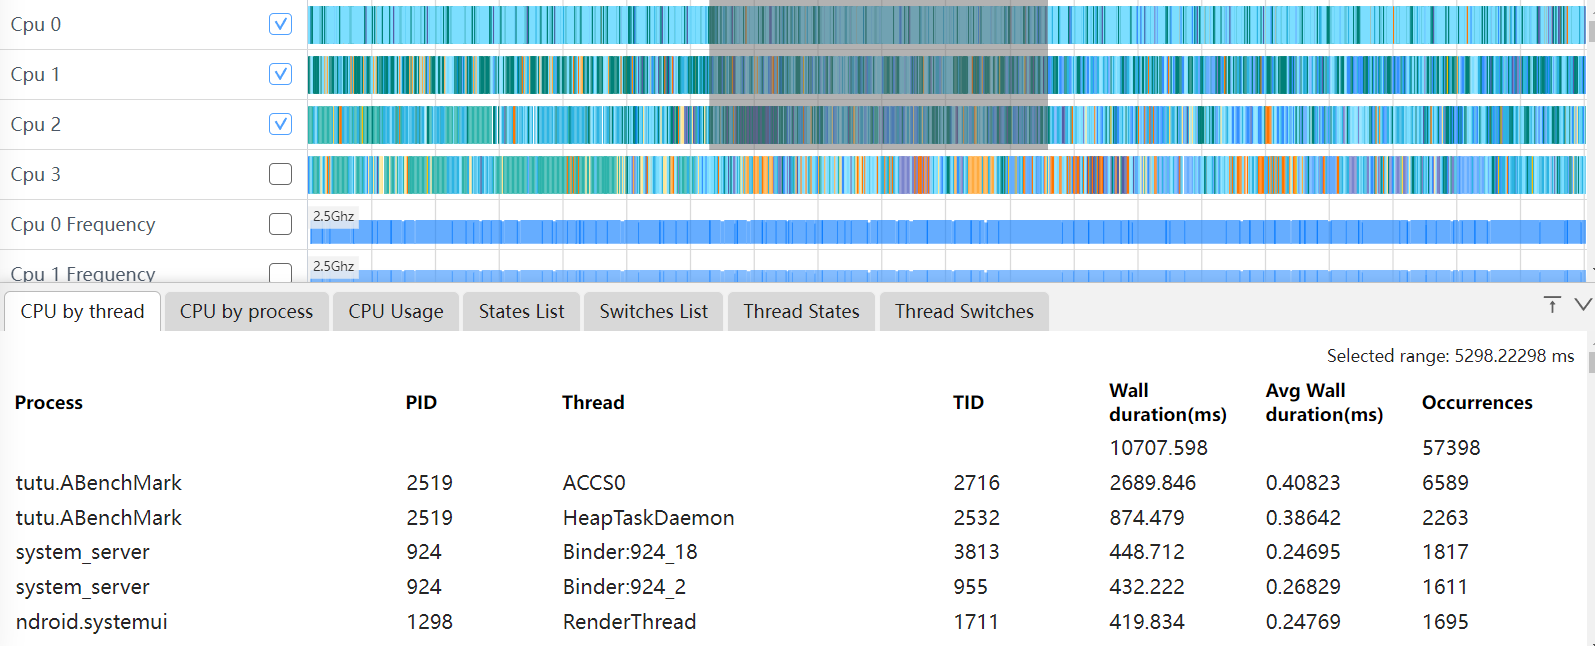 Cpu 0
Cpu 1
Cpu 2
Cpu 3
Cpu 0 Frequency
2.5Ghz
Cpu 1 Frequency
2.5Ghz
CPU by thread CPU by process CPU Usage States List Switches List Thread States Thread Switches
Selected range: 5298.22298 ms
Process PID Thread TID Wall duration(ms) Avg Wall duration(ms) Occurrences
10707.598 57398
tutu.ABenchMark 2519 ACCS0 2716 2689.846 0.40823 6589
tutu.ABenchMark 2519 HeapTaskDaemon 2532 874.479 0.38642 2263
system_server 924 Binder:924_18 3813 448.712 0.24695 1817
system_server 924 Binder:924_2 955 432.222 0.26829 1611
ndroid.systemui 1298 RenderThread 1711 419.834 0.24769 1695